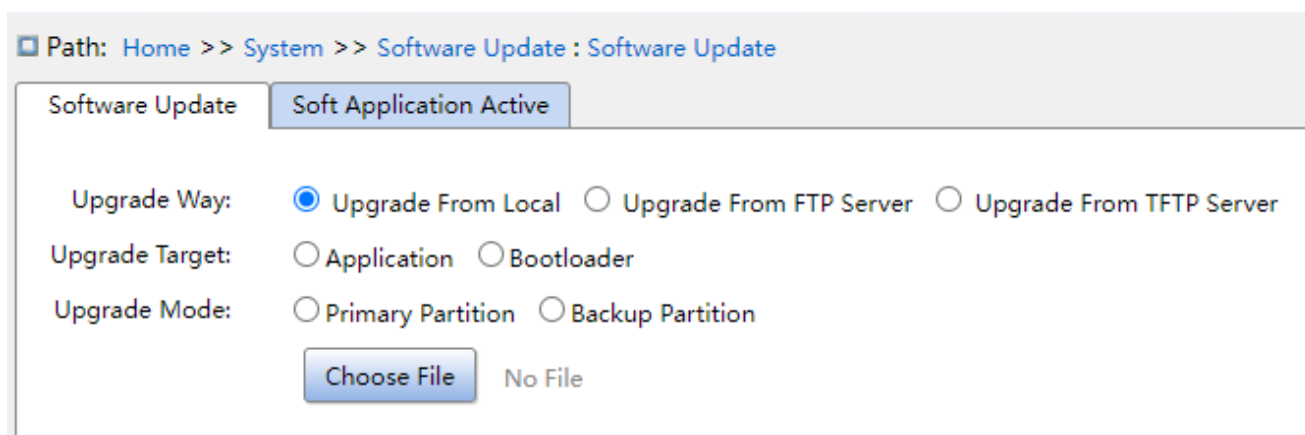 Path: Home >> System >> Software Update : Software Update
Software Update Soft Application Active
Upgrade Way: Upgrade From Local Upgrade From FTP Server Upgrade From TFTP Server
Upgrade Target: Application Bootloader
Upgrade Mode: Primary Partition Backup Partition
Choose File No File